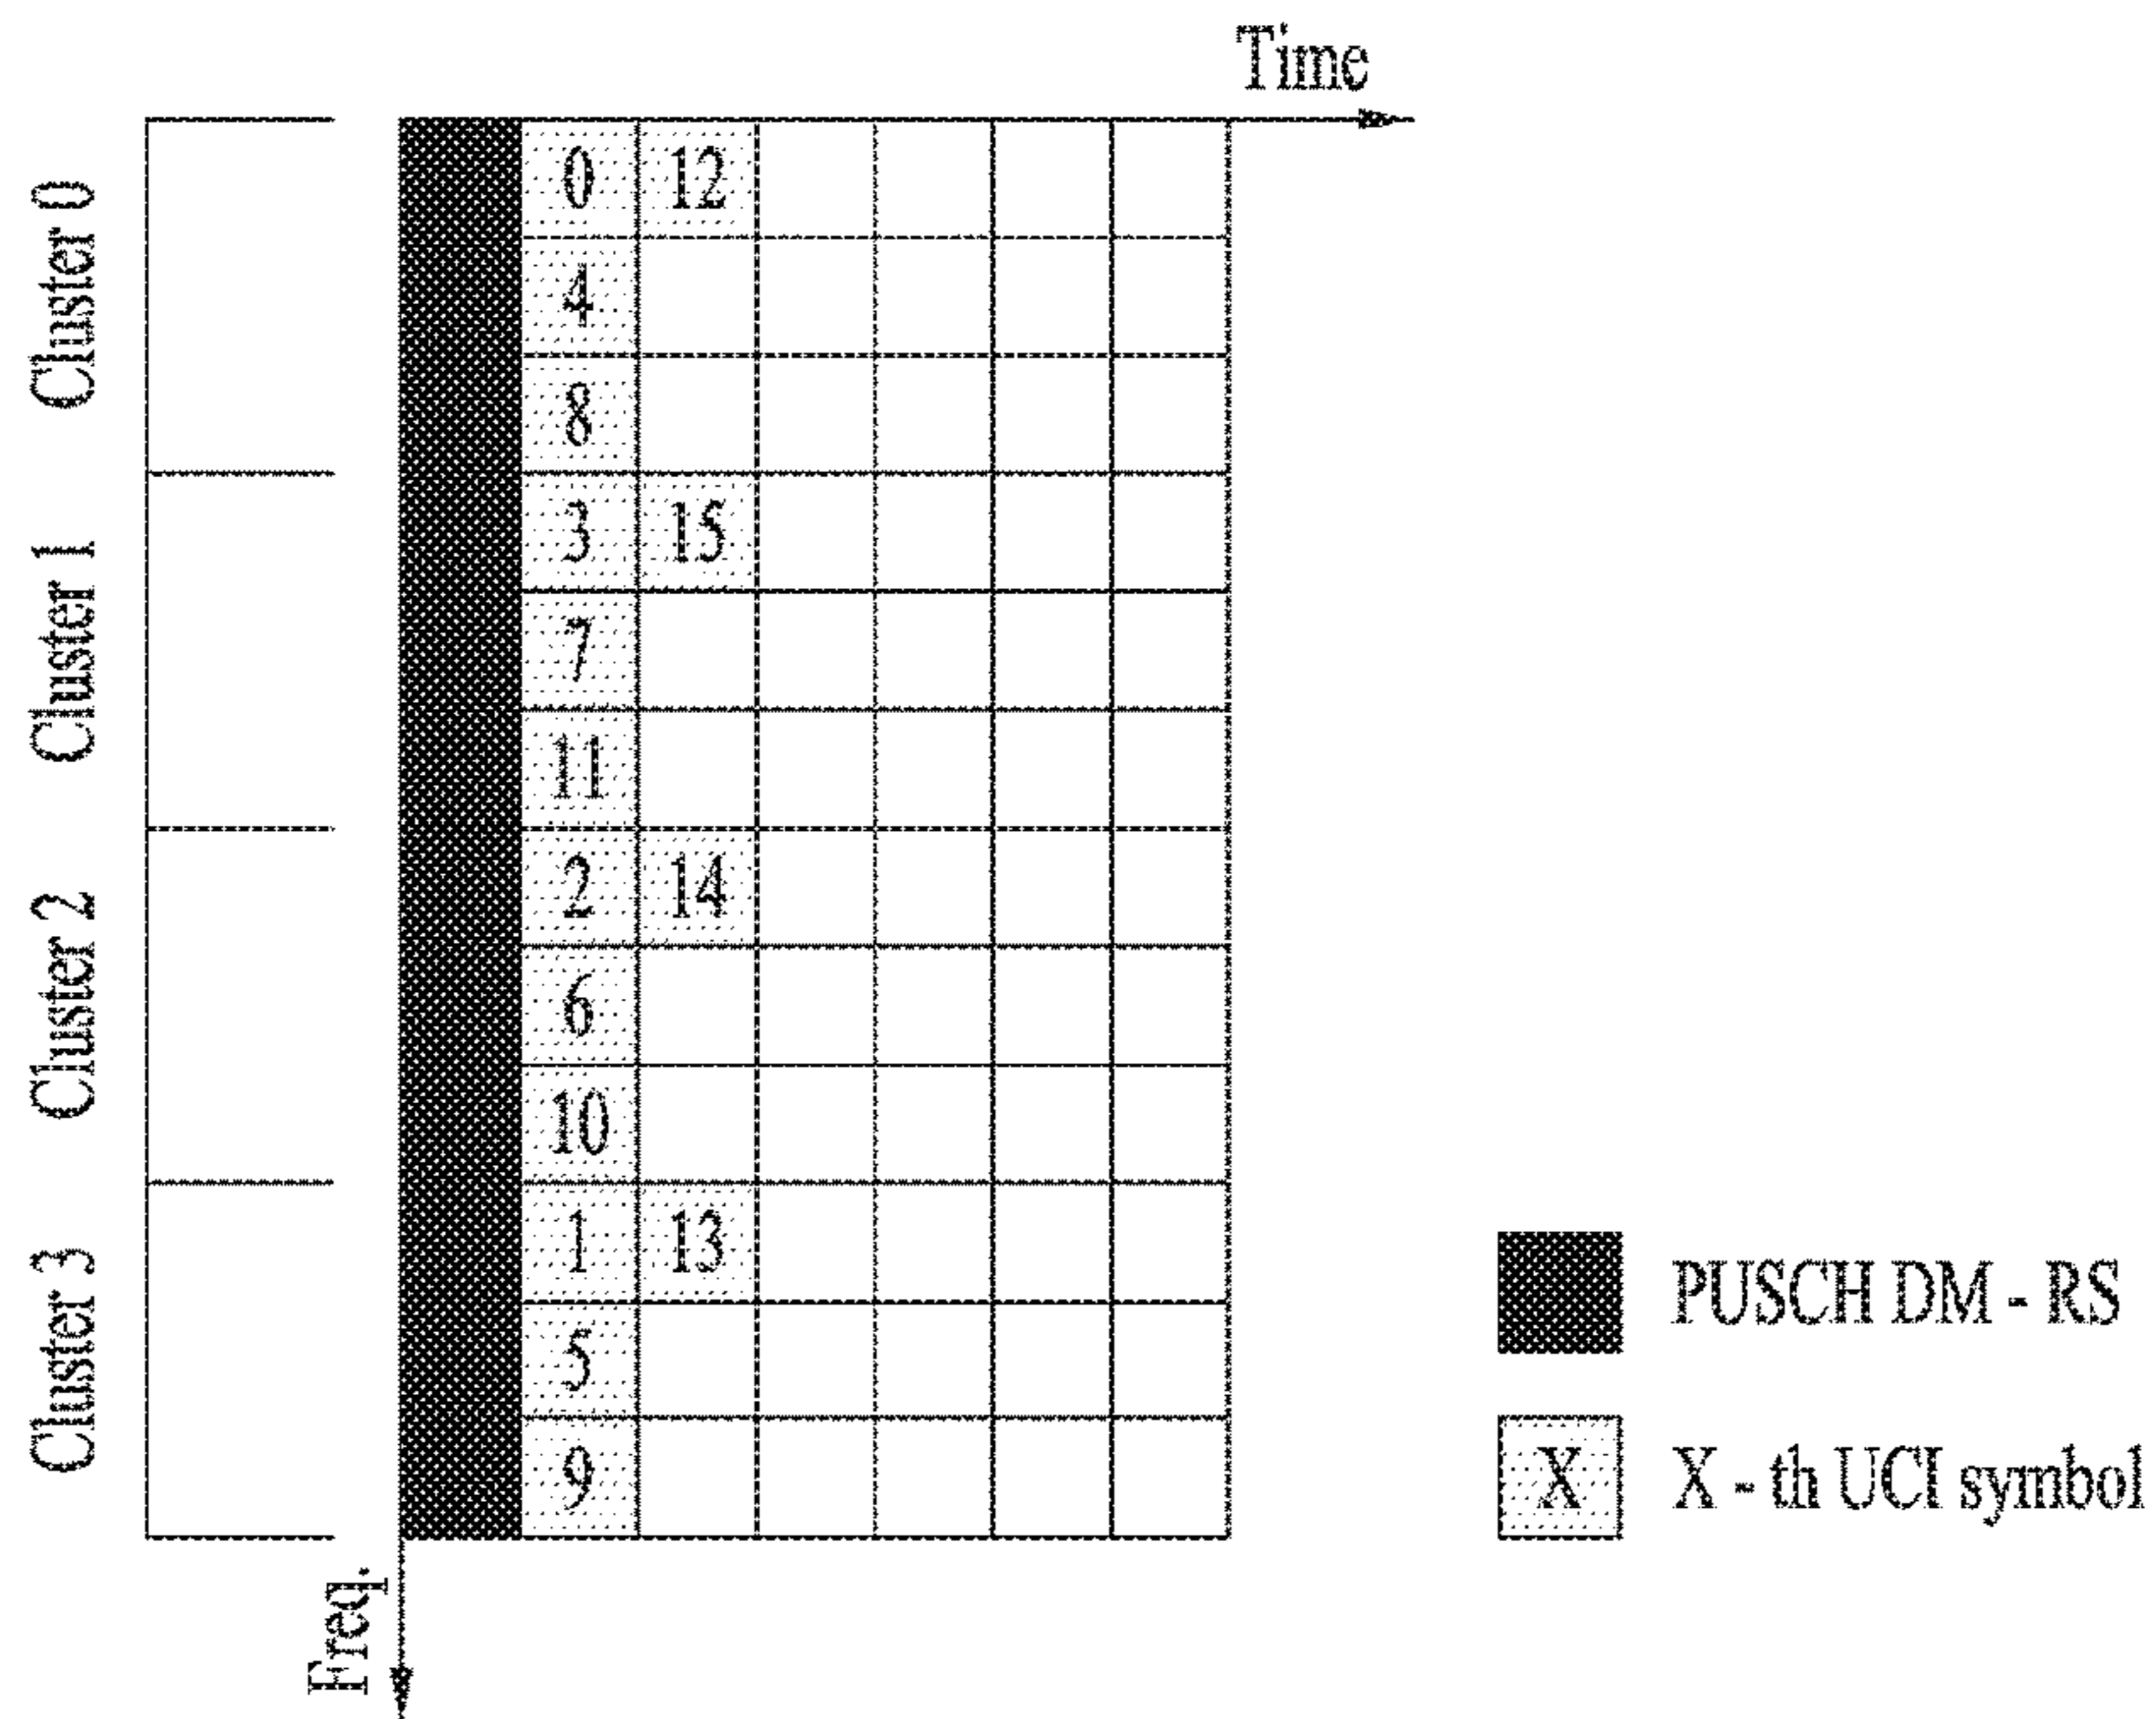 Time
Cluster 0
0 12
4
8
Cluster 1
3 15
7
11
Cluster 2
2 14
6
10
Cluster 3
1 13
5
9
Freq.
PUSCH DM - RS
X X - th UCI symbol